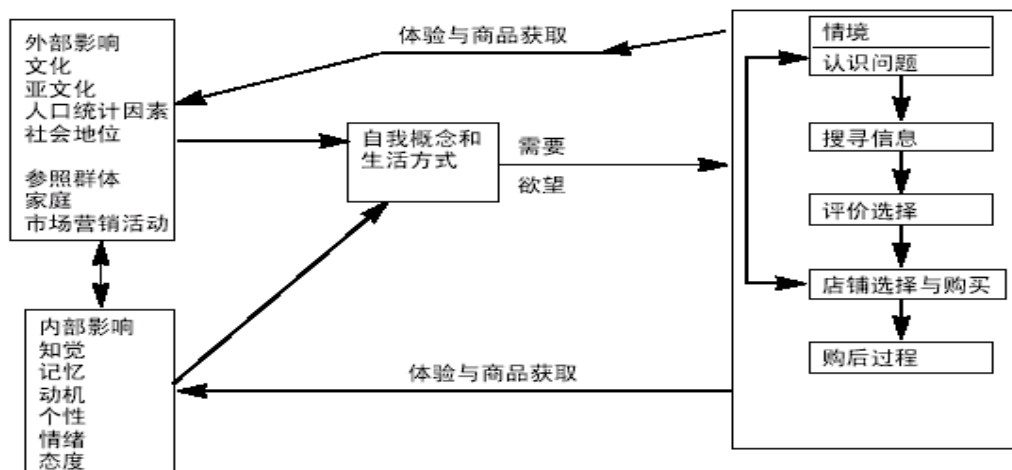 外部影响
文化
亚文化
人口统计因素
社会地位
参照群体
家庭
市场营销活动
内部影响
知觉
记忆
动机
个性
情绪
态度
体验与商品获取
自我概念和
生活方式
需要
欲望
体验与商品获取
情境
认识问题
搜寻信息
评价选择
店铺选择与购买
购后过程